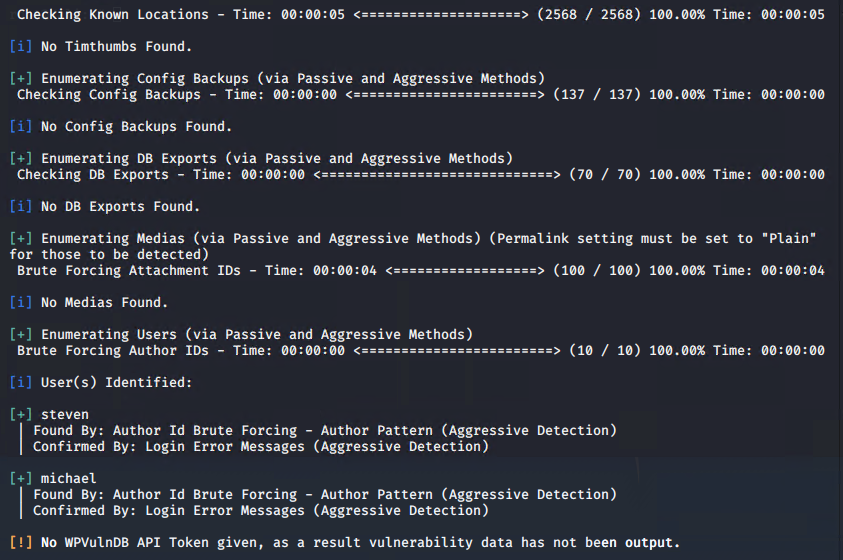 Checking Known Locations - Time: 00:00:05 <====================> (2568 / 2568) 100.00% Time: 00:00:05
[i] No Timthumbs Found.
[+] Enumerating Config Backups (via Passive and Aggressive Methods)
Checking Config Backups - Time: 00:00:00 <=======================> (137 / 137) 100.00% Time: 00:00:00
[i] No Config Backups Found.
[+] Enumerating DB Exports (via Passive and Aggressive Methods)
Checking DB Exports - Time: 00:00:00 <=============================> (70 / 70) 100.00% Time: 00:00:00
[i] No DB Exports Found.
[+] Enumerating Medias (via Passive and Aggressive Methods) (Permalink setting must be set to "Plain"
for those to be detected)
Brute Forcing Attachment IDs - Time: 00:00:04 <==================> (100 / 100) 100.00% Time: 00:00:04
[i] No Medias Found.
[+] Enumerating Users (via Passive and Aggressive Methods)
Brute Forcing Author IDs - Time: 00:00:00 <=========================> (10 / 10) 100.00% Time: 00:00:00
[i] User(s) Identified:
[+] steven
| Found By: Author Id Brute Forcing - Author Pattern (Aggressive Detection)
| Confirmed By: Login Error Messages (Aggressive Detection)
[+] michael
| Found By: Author Id Brute Forcing - Author Pattern (Aggressive Detection)
| Confirmed By: Login Error Messages (Aggressive Detection)
[!] No WPVulnDB API Token given, as a result vulnerability data has not been output.